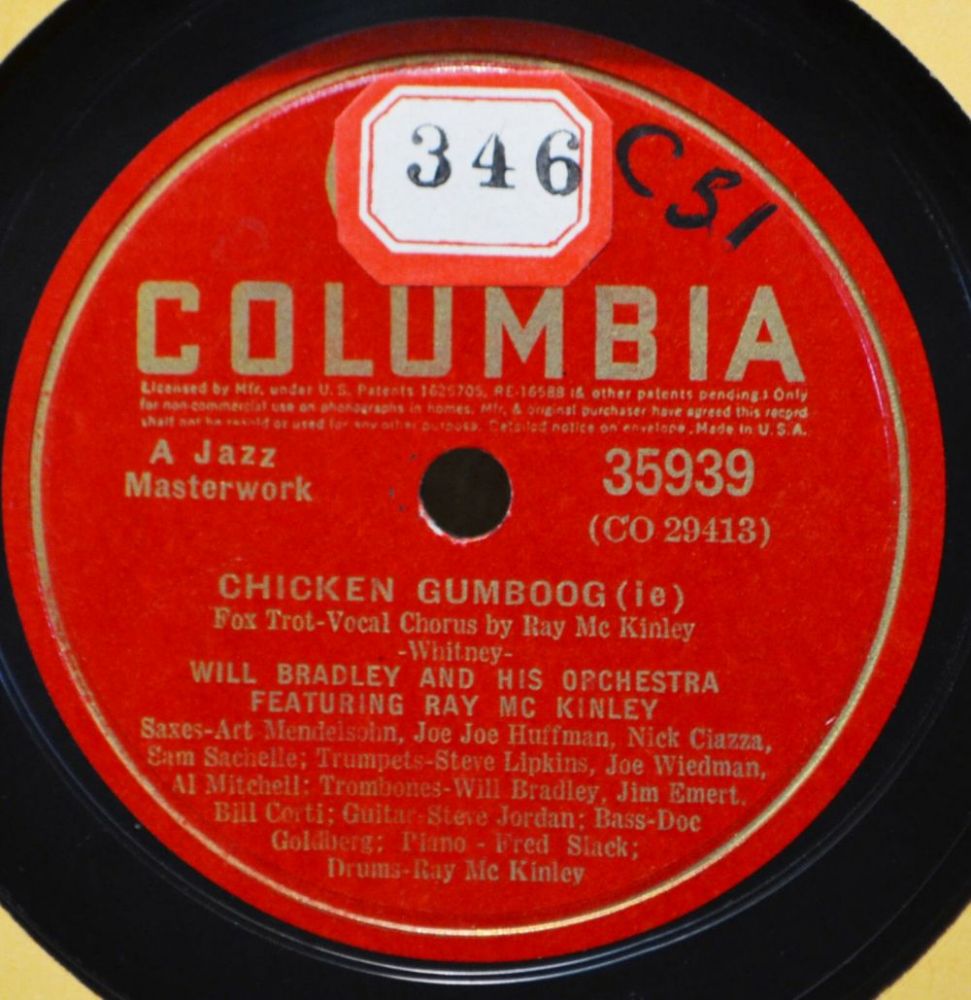 346
C51
COLUMBIA
Licensed by Mfr. under U. S. Patents 1625705, RE-16588 (& other patents pending.) Only
for non-commercial use on phonographs in homes. Mfr. & original purchaser have agreed this record
shall not be resold or used for any other purpose. Detailed notice on envelope. Made in U. S. A.
A Jazz
Masterwork
35939
(CO 29413)
CHICKEN GUMBOOG (ie)
Fox Trot-Vocal Chorus by Ray Mc Kinley
-Whitney-
WILL BRADLEY AND HIS ORCHESTRA
FEATURING RAY MC KINLEY
Saxes-Art Mendelsohn, Joe Joe Huffman, Nick Ciazza,
Sam Sachelle; Trumpets-Steve Lipkins, Joe Wiedman,
Al Mitchell; Trombones-Will Bradley, Jim Emert,
Bill Corti; Guitar-Steve Jordan; Bass-Doc
Goldberg; Piano - Fred Slack;
Drums-Ray Mc Kinley